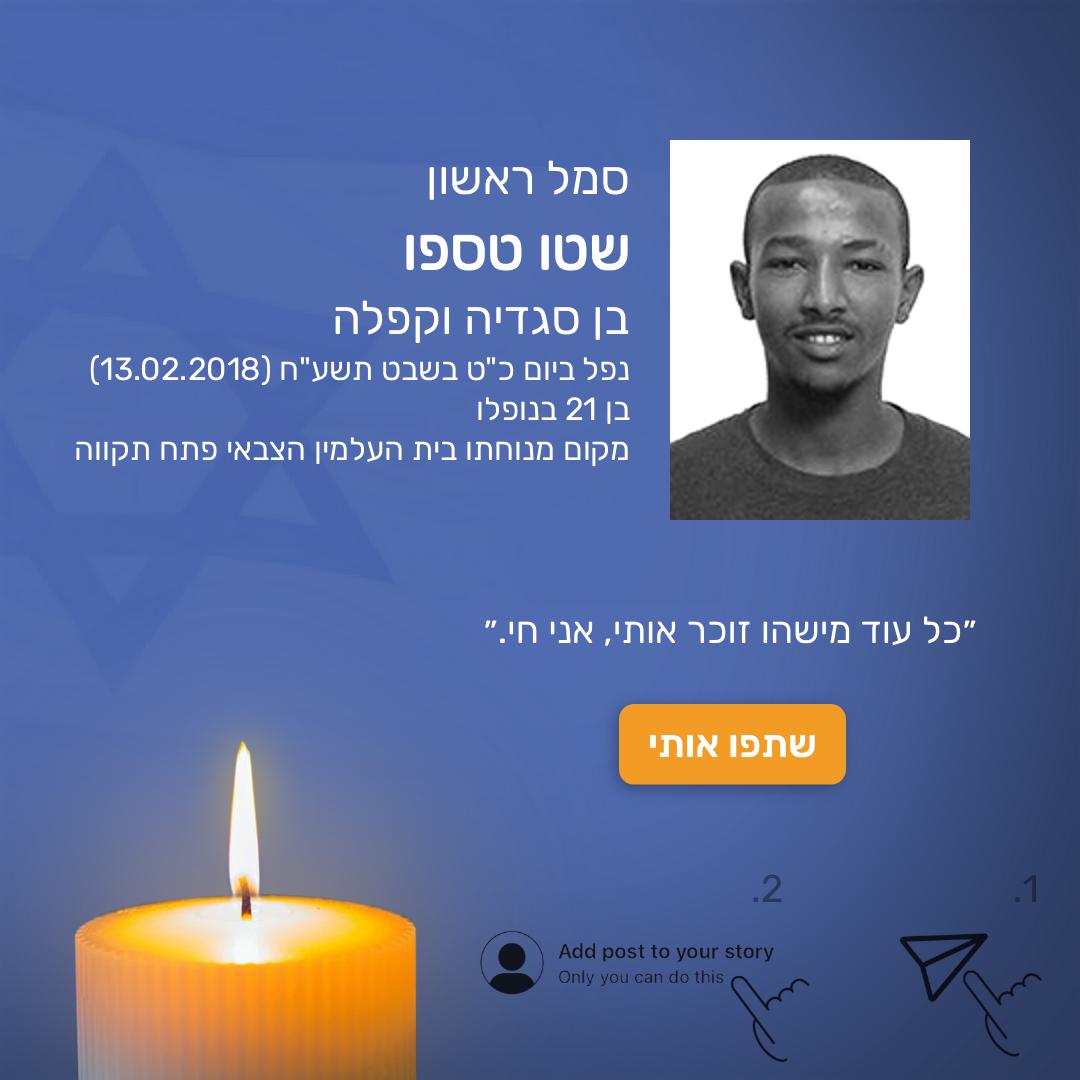 סמל ראשון
שטו טספו
בן סגדיה וקפלה
נפל ביום כ"ט בשבט תשע"ח (13.02.2018)
בן 21 בנופלו
מקום מנוחתו בית העלמין הצבאי פתח תקווה
״כל עוד מישהו זוכר אותי, אני חי.״
שתפו אותי
.1
.2
Add post to your story
Only you can do this